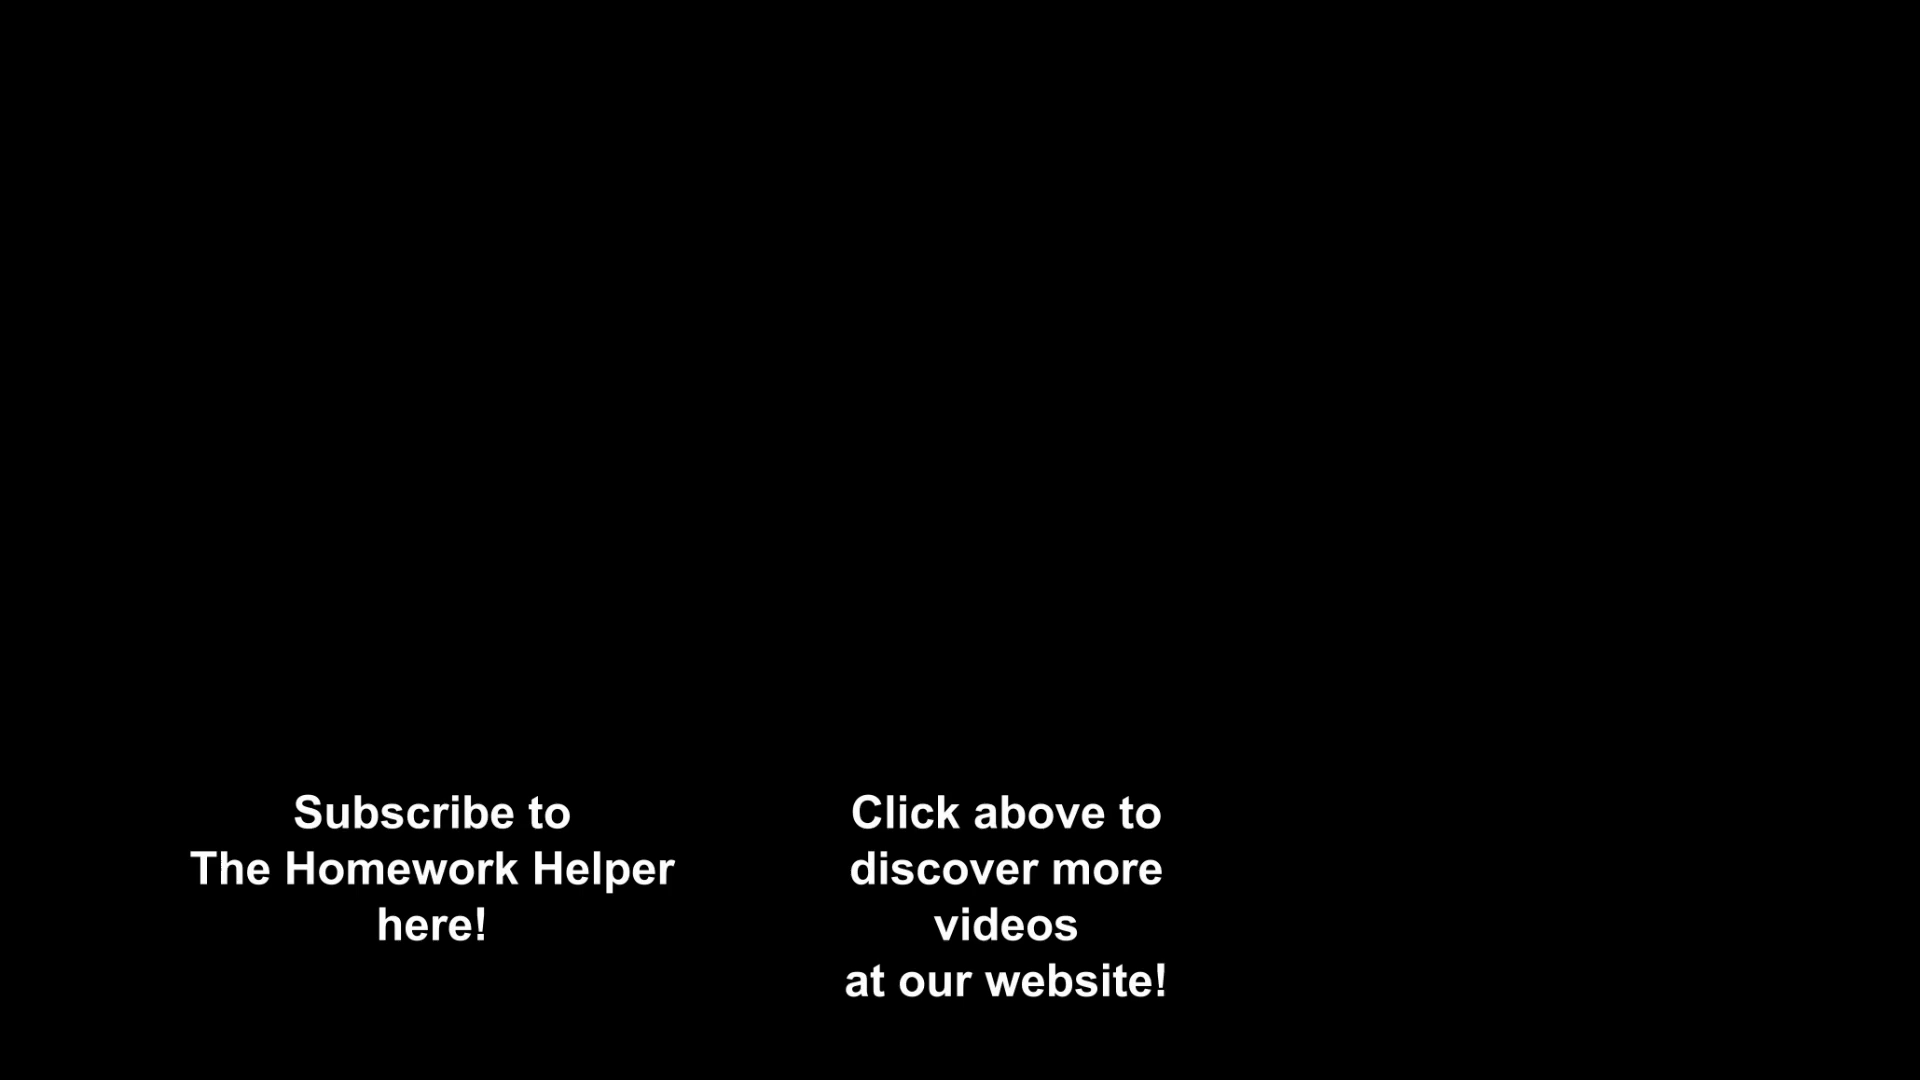 Subscribe to
The Homework Helper
here!
Click above to
discover more
videos
at our website!